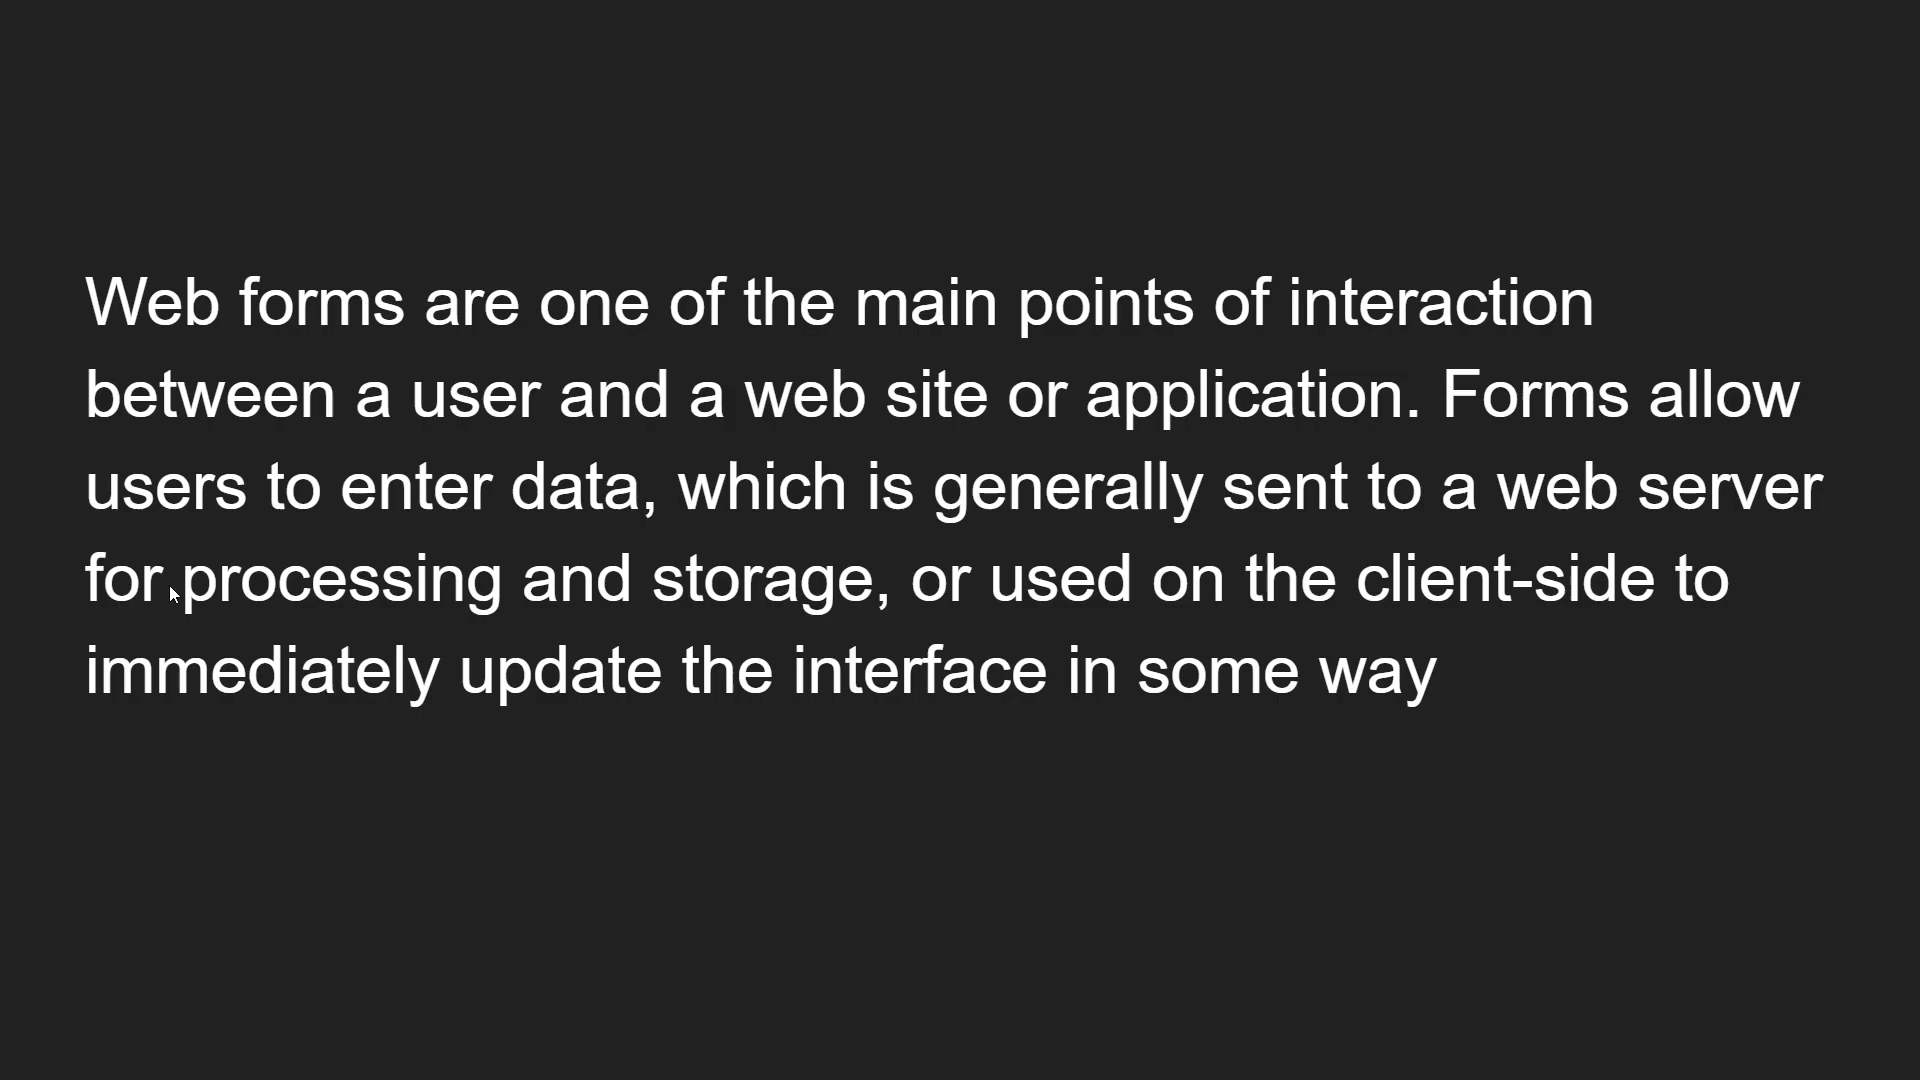 Web forms are one of the main points of interaction
between a user and a web site or application. Forms allow
users to enter data, which is generally sent to a web server
for processing and storage, or used on the client-side to
immediately update the interface in some way